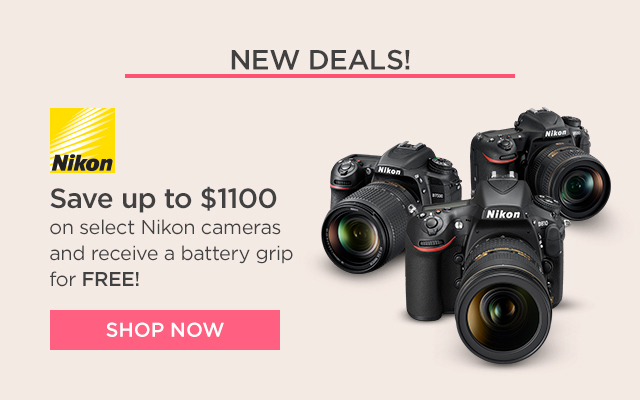 NEW DEALS!
Nikon
Save up to $1100
on select Nikon cameras
and receive a battery grip
for FREE!
SHOP NOW
Nikon
Nikon
Nikon